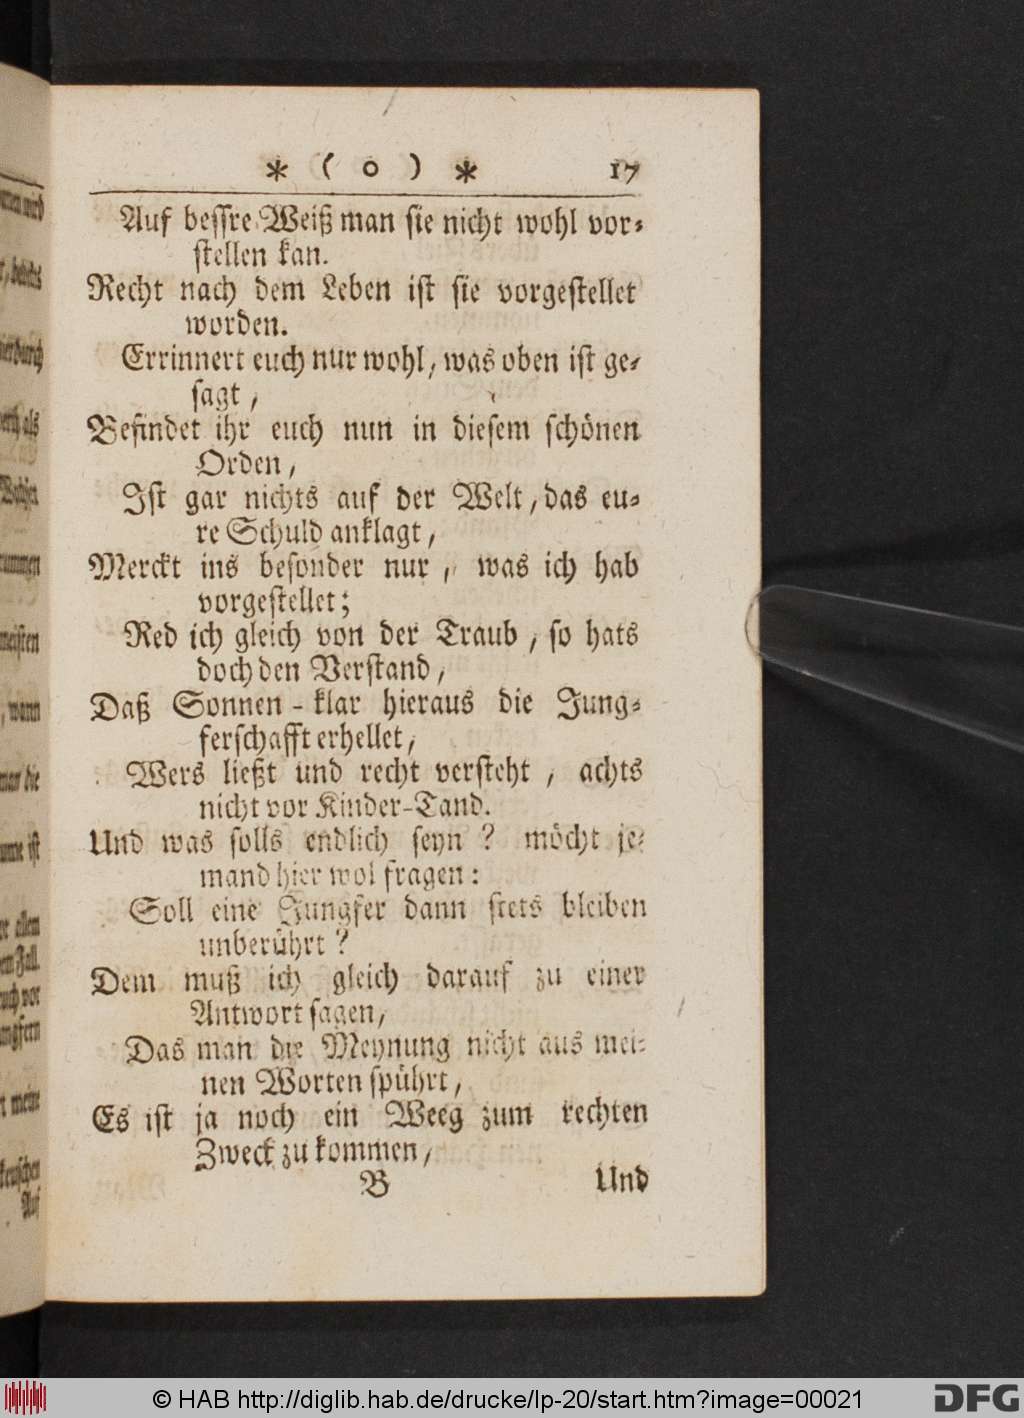 * ( o ) * 17
Auf bessre Weiß man sie nicht wohl vor-
stellen kan.
Recht nach dem Leben ist sie vorgestellet
worden.
Errinnert euch nur wohl, was oben ist ge-
sagt,
Befindet ihr euch nun in diesem schönen
Orden,
Ist gar nichts auf der Welt, das eu-
re Schuld anklagt,
Merckt ins besonder nur, was ich hab
vorgestellet;
Red ich gleich von der Traub, so hats
doch den Verstand,
Daß Sonnen-klar hieraus die Jung-
ferschafft erhellet,
Wers ließt und recht versteht, achts
nicht vor Kinder-Tand.
Und was solls endlich seyn? möcht je-
mand hier wol fragen:
Soll eine Jungfer dann stets bleiben
unberührt?
Dem muß ich gleich darauf zu einer
Antwort sagen,
Das man die Meynung nicht aus mei-
nen Worten spührt,
Es ist ja noch ein Weeg zum rechten
Zweck zu kommen,
B Und
© HAB http://diglib.hab.de/drucke/lp-20/start.htm?image=00021
DFG